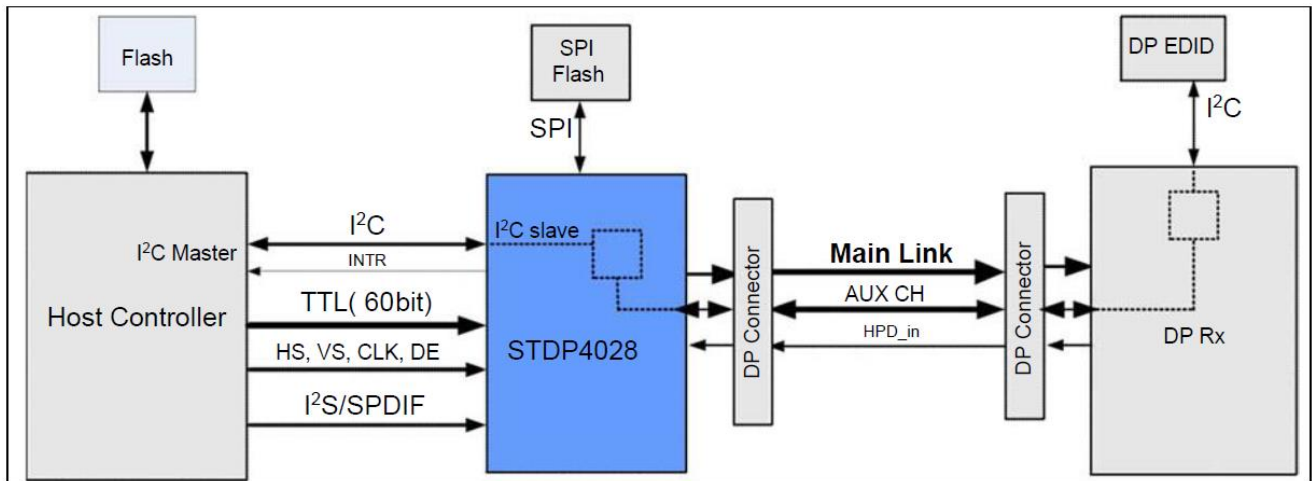 Flash
SPI
Flash
DP EDID
SPI
I²C
I²C
I²C slave
I²C Master
INTR
Main Link
TTL( 60bit)
AUX CH
Host Controller
HS, VS, CLK, DE
STDP4028
HPD_in
DP Rx
I²S/SPDIF
DP Connector
DP Connector